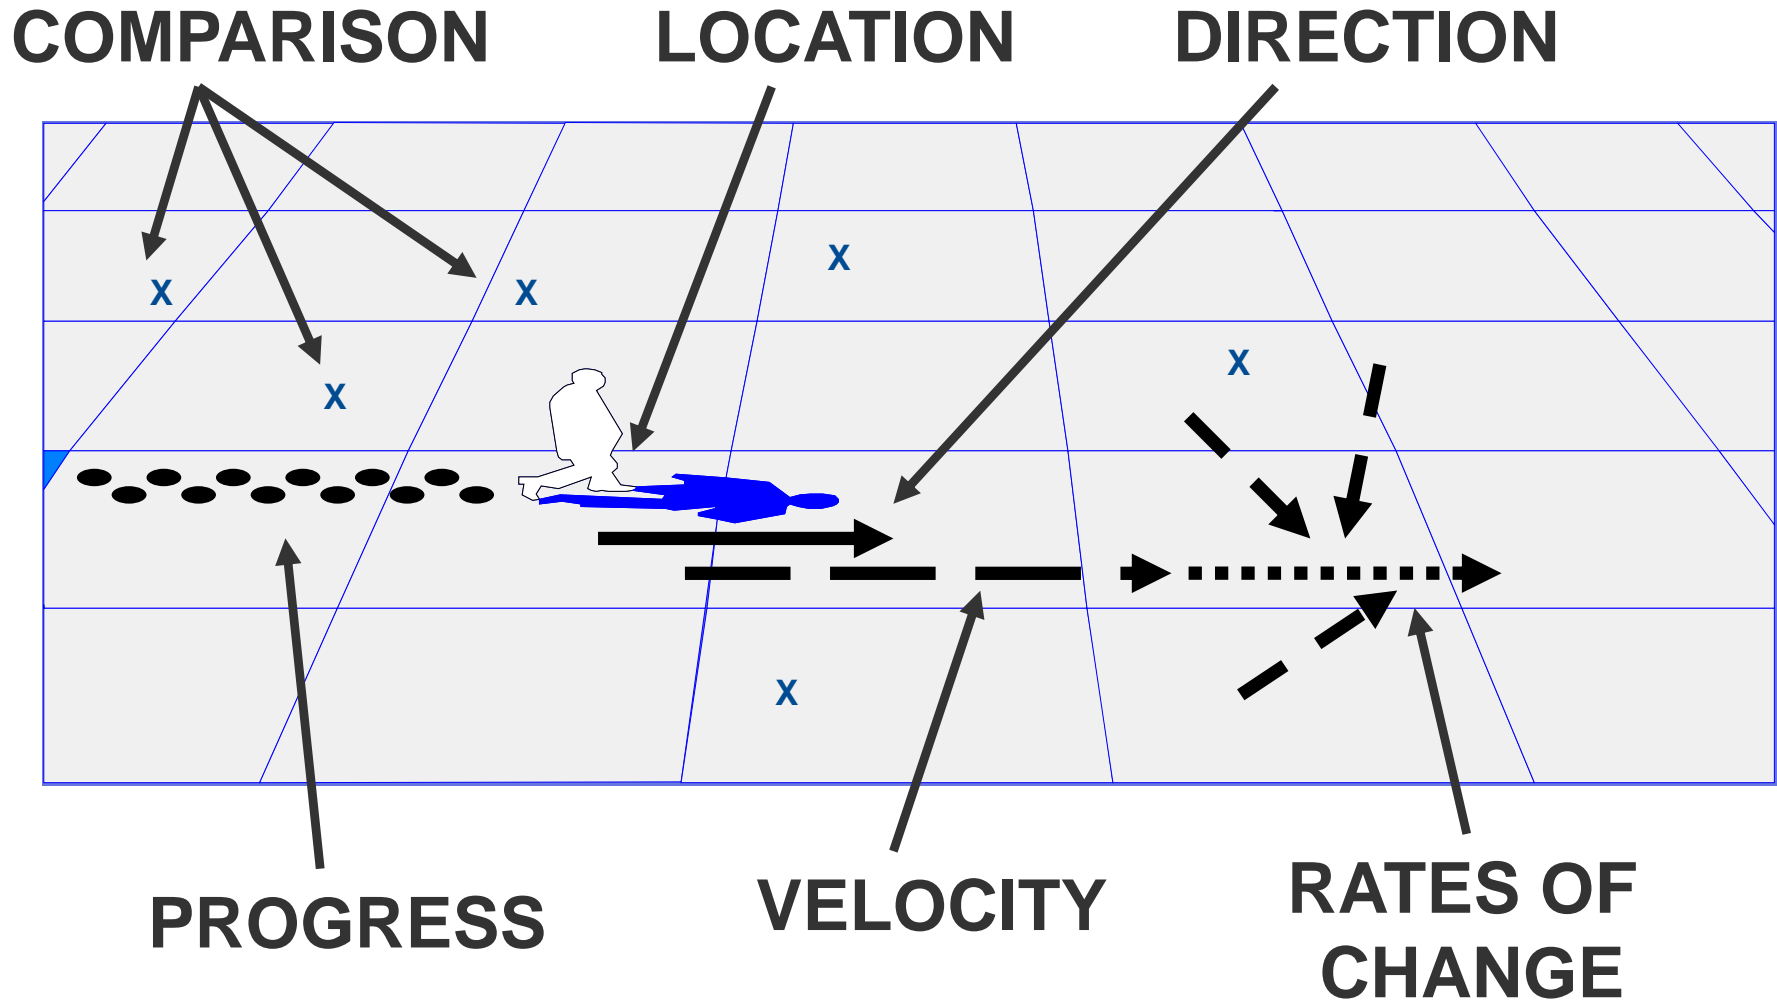 COMPARISON
LOCATION
DIRECTION
X
X
X
X
X
X
PROGRESS
VELOCITY
RATES OF
CHANGE